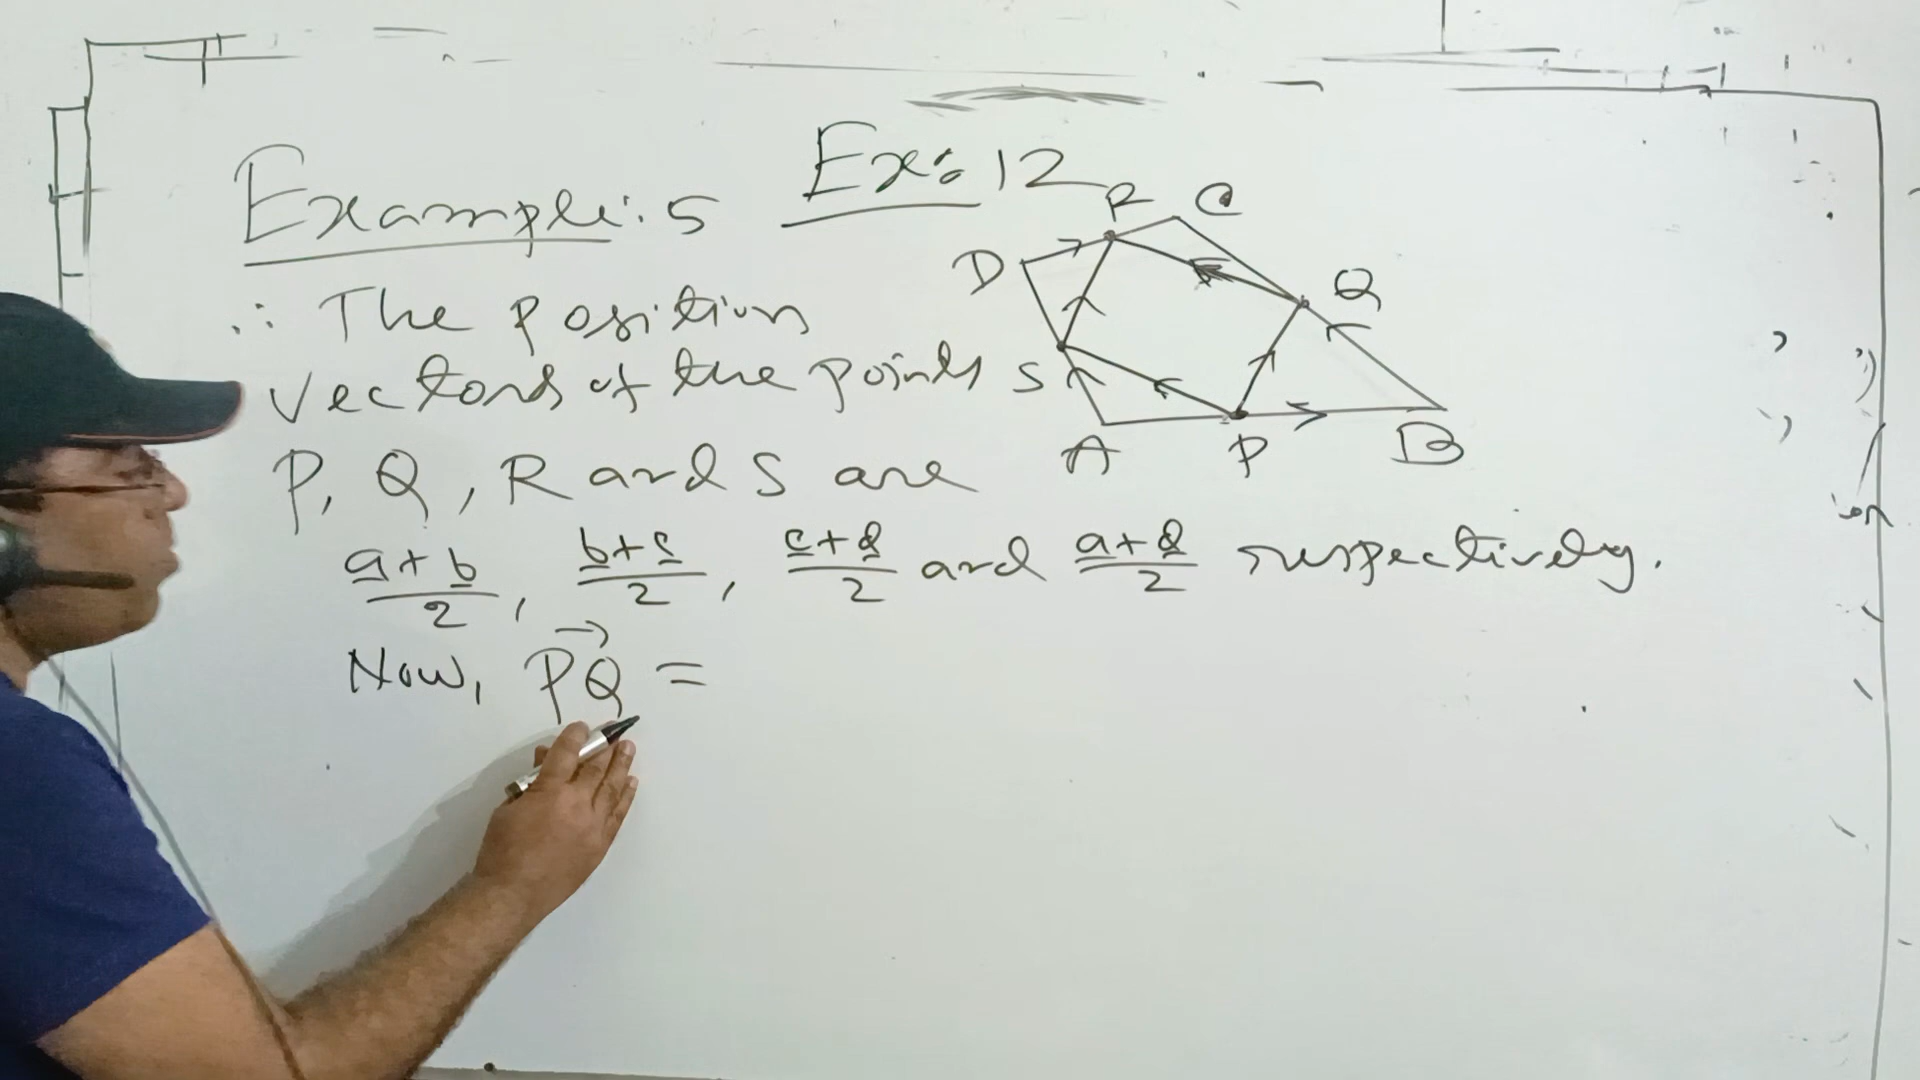 Example: 5
Ex: 12
R C
D
Q
S
A P B
∴ The position
vectors of the points
P, Q, R and S are
a̲+b̲/2, b̲+c̲/2, c̲+d̲/2 and a̲+d̲/2 respectively.
Now, P⃗Q⃗ =